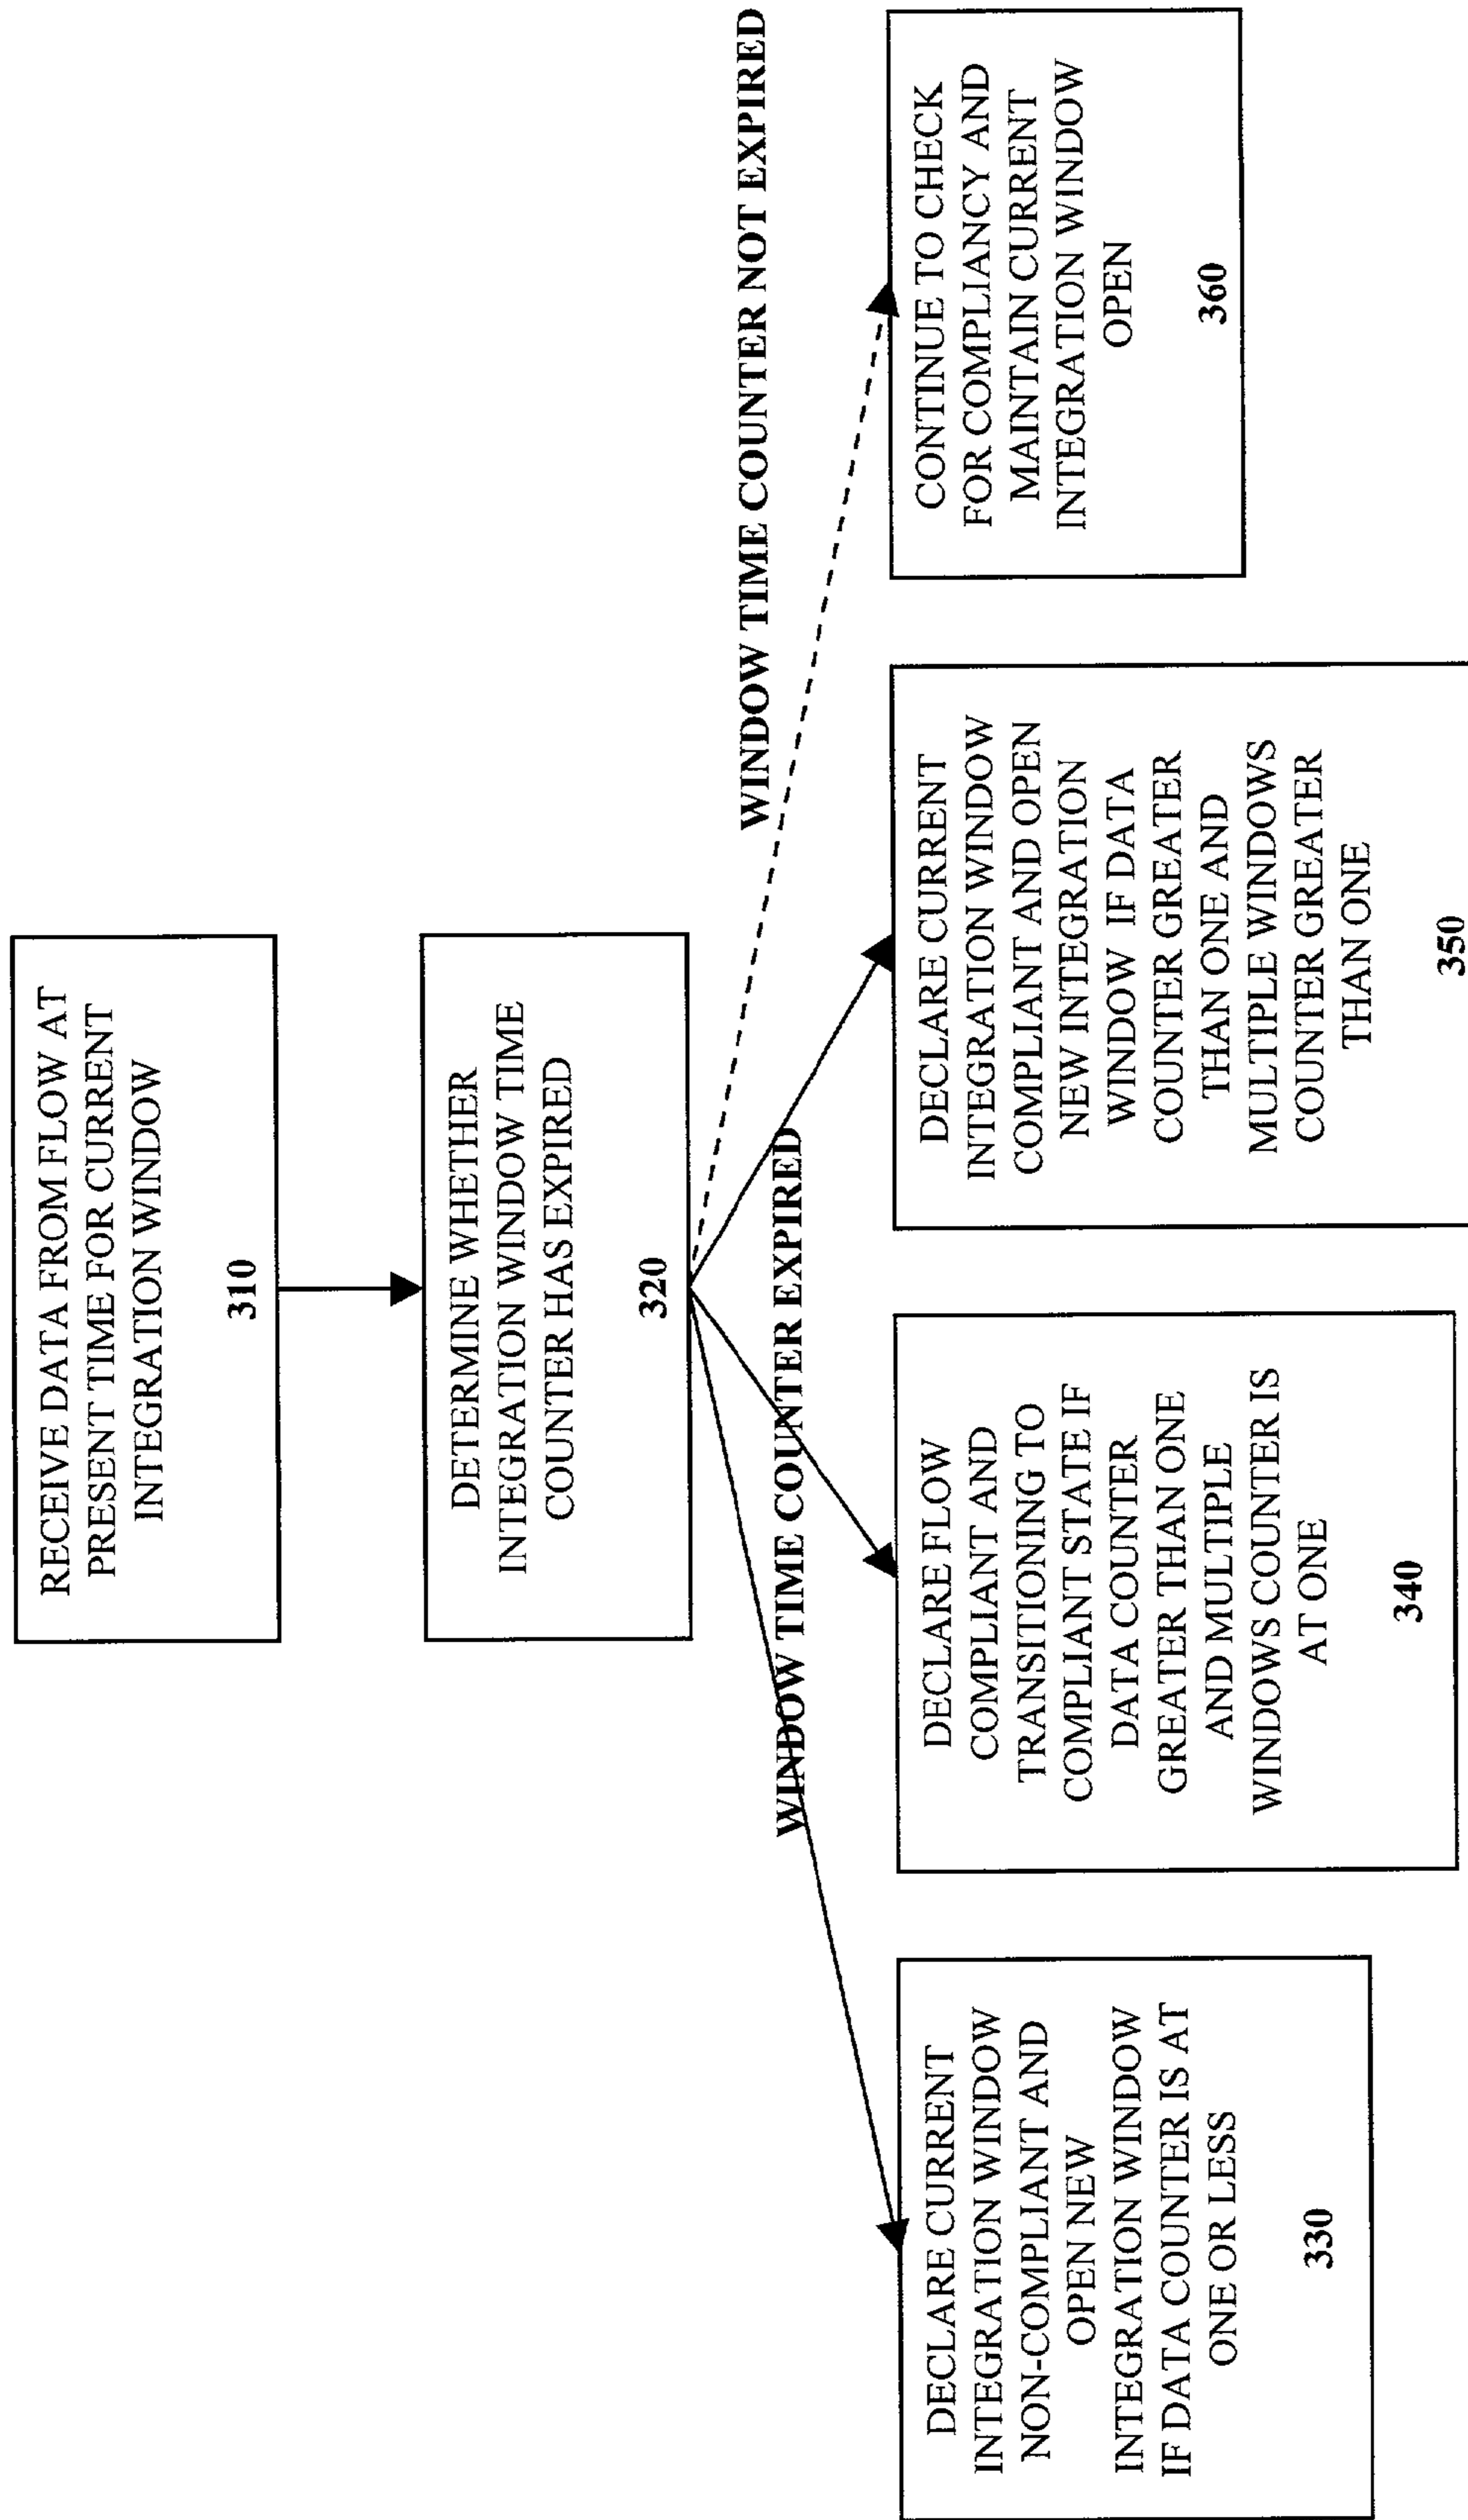 RECEIVE DATA FROM FLOW AT
PRESENT TIME FOR CURRENT
INTEGRATION WINDOW
310
DETERMINE WHETHER
INTEGRATION WINDOW TIME
COUNTER HAS EXPIRED
320
WINDOW TIME COUNTER EXPIRED
WINDOW TIME COUNTER NOT EXPIRED
DECLARE CURRENT
INTEGRATION WINDOW
NON-COMPLIANT AND
OPEN NEW
INTEGRATION WINDOW
IF DATA COUNTER IS AT
ONE OR LESS
330
DECLARE FLOW
COMPLIANT AND
TRANSITIONING TO
COMPLIANT STATE IF
DATA COUNTER
GREATER THAN ONE
AND MULTIPLE
WINDOWS COUNTER IS
AT ONE
340
DECLARE CURRENT
INTEGRATION WINDOW
COMPLIANT AND OPEN
NEW INTEGRATION
WINDOW IF DATA
COUNTER GREATER
THAN ONE AND
MULTIPLE WINDOWS
COUNTER GREATER
THAN ONE
350
CONTINUE TO CHECK
FOR COMPLIANCY AND
MAINTAIN CURRENT
INTEGRATION WINDOW
OPEN
360